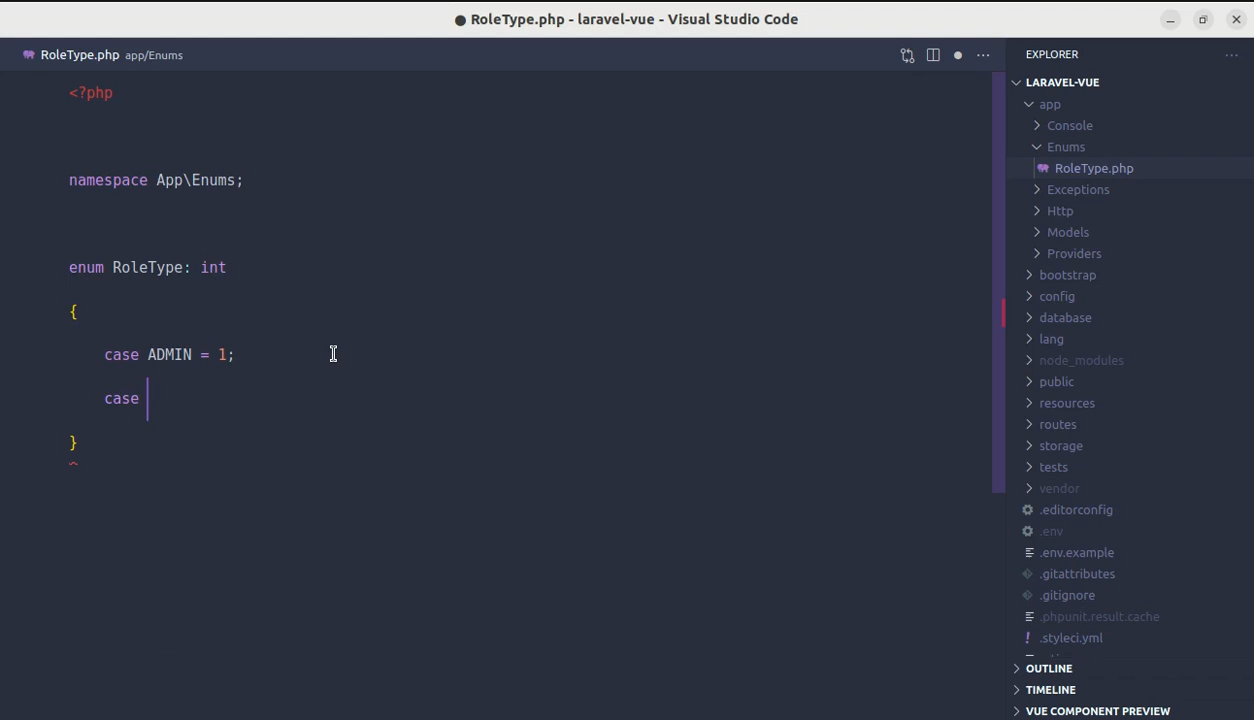 ● RoleType.php - laravel-vue - Visual Studio Code
RoleType.php app/Enums
<?php
namespace App\Enums;
enum RoleType: int
{
case ADMIN = 1;
case
}
EXPLORER
LARAVEL-VUE
app
Console
Enums
RoleType.php
Exceptions
Http
Models
Providers
bootstrap
config
database
lang
node_modules
public
resources
routes
storage
tests
vendor
.editorconfig
.env
.env.example
.gitattributes
.gitignore
.phpunit.result.cache
.styleci.yml
OUTLINE
TIMELINE
VUE COMPONENT PREVIEW